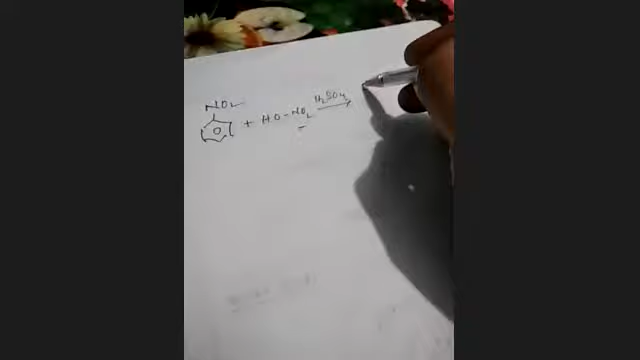 NO₂
+ HO-NO₂ H₂SO₄ →